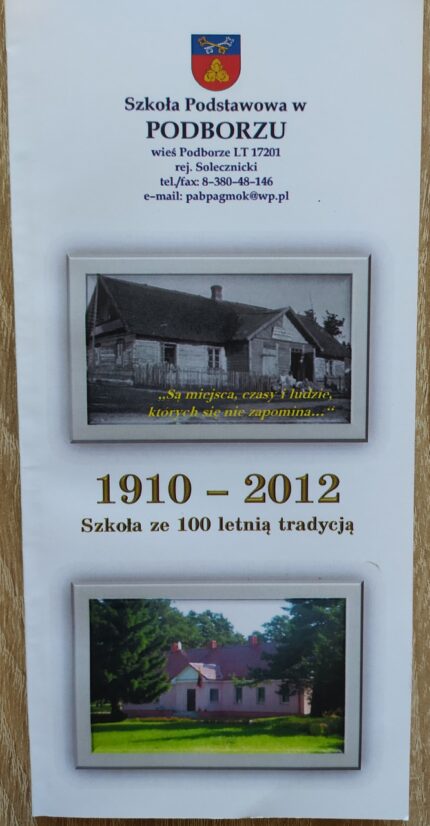 Szkoła Podstawowa w
PODBORZU
wieś Podborze LT 17201
rej. Solecznicki
tel./fax: 8–380–48–146
e–mail: pabpagmok@wp.pl
„Są miejsca, czasy i ludzie,
których się nie zapomina...“
1910 – 2012
Szkoła ze 100 letnią tradycją